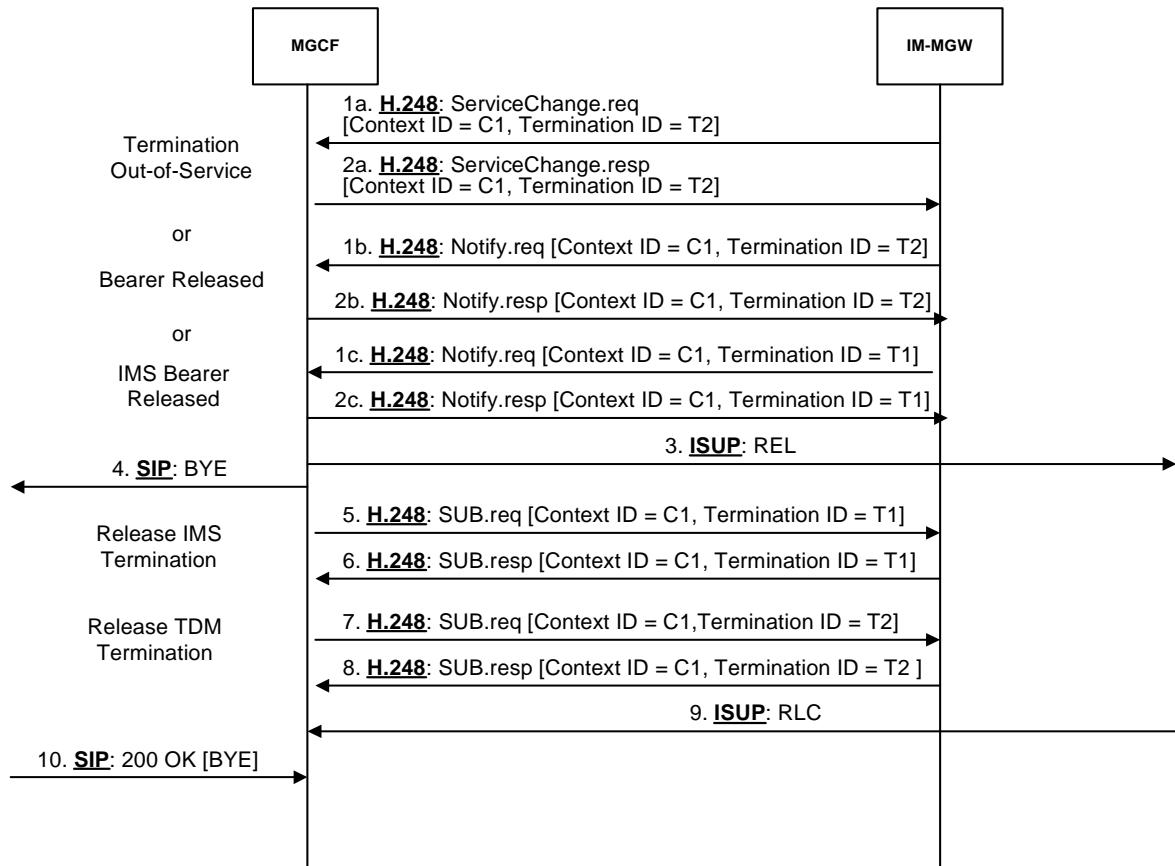 MGCF
IM-MGW
1a. H.248: ServiceChange.req
[Context ID = C1, Termination ID = T2]
Termination
Out-of-Service
2a. H.248: ServiceChange.resp
[Context ID = C1, Termination ID = T2]
or
1b. H.248: Notify.req [Context ID = C1, Termination ID = T2]
Bearer Released
2b. H.248: Notify.resp [Context ID = C1, Termination ID = T2]
or
1c. H.248: Notify.req [Context ID = C1, Termination ID = T1]
IMS Bearer
Released
2c. H.248: Notify.resp [Context ID = C1, Termination ID = T1]
3. ISUP: REL
4. SIP: BYE
5. H.248: SUB.req [Context ID = C1, Termination ID = T1]
Release IMS
Termination
6. H.248: SUB.resp [Context ID = C1, Termination ID = T1]
7. H.248: SUB.req [Context ID = C1,Termination ID = T2]
Release TDM
Termination
8. H.248: SUB.resp [Context ID = C1, Termination ID = T2 ]
9. ISUP: RLC
10. SIP: 200 OK [BYE]